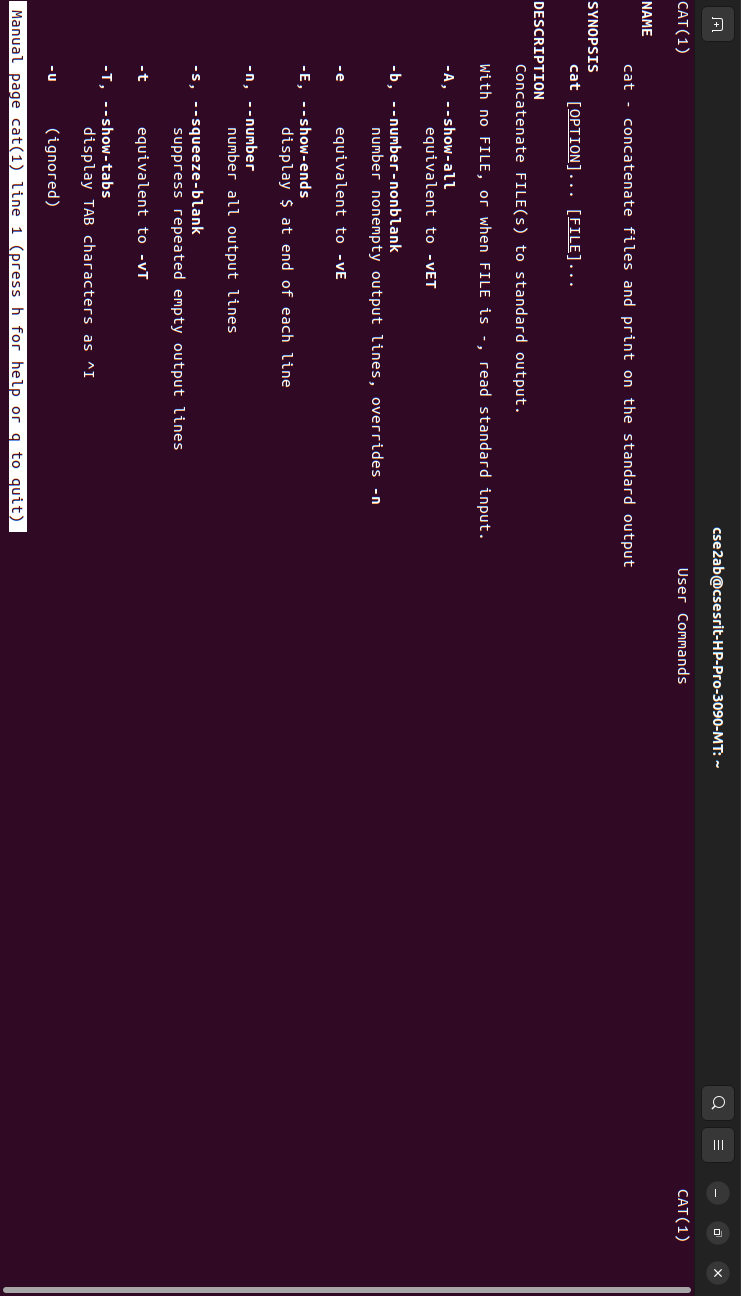 cse2ab@csesrit-HP-Pro-3090-MT: ~
CAT(1) User Commands CAT(1)
NAME
cat - concatenate files and print on the standard output
SYNOPSIS
cat [OPTION]... [FILE]...
DESCRIPTION
Concatenate FILE(s) to standard output.
With no FILE, or when FILE is -, read standard input.
-A, --show-all
equivalent to -vET
-b, --number-nonblank
number nonempty output lines, overrides -n
-e equivalent to -vE
-E, --show-ends
display $ at end of each line
-n, --number
number all output lines
-s, --squeeze-blank
suppress repeated empty output lines
-t equivalent to -vT
-T, --show-tabs
display TAB characters as ^I
-u (ignored)
Manual page cat(1) line 1 (press h for help or q to quit)